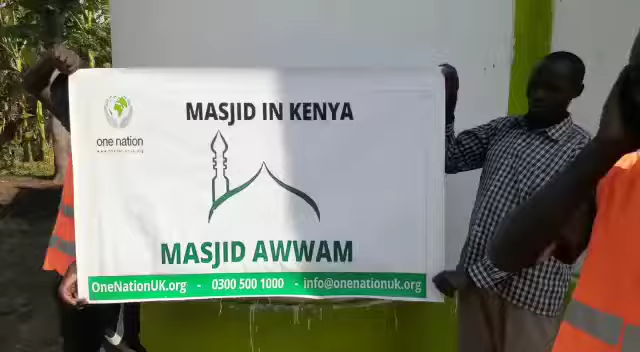 MASJID IN KENYA
one nation
MASJID AWWAM
OneNationUK.org - 0300 500 1000 - info@onenationuk.org